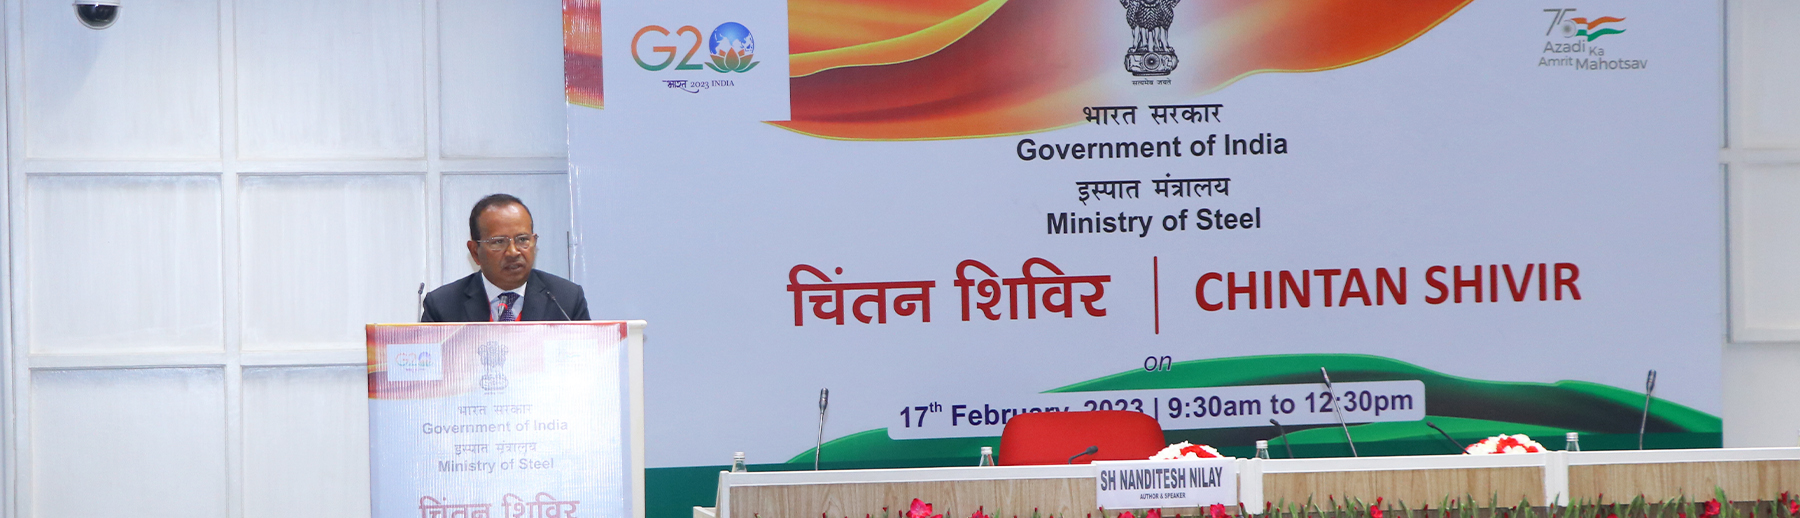 G20
भारत 2023 INDIA
सत्यमेव जयते
75
Azadi Ka
Amrit Mahotsav
भारत सरकार
Government of India
इस्पात मंत्रालय
Ministry of Steel
चिंतन शिविर | CHINTAN SHIVIR
on
17th February, 2023 | 9:30am to 12:30pm
SH NANDITESH NILAY
AUTHOR & SPEAKER
G20
भारत सरकार
Government of India
इस्पात मंत्रालय
Ministry of Steel
चिंतन शिविर